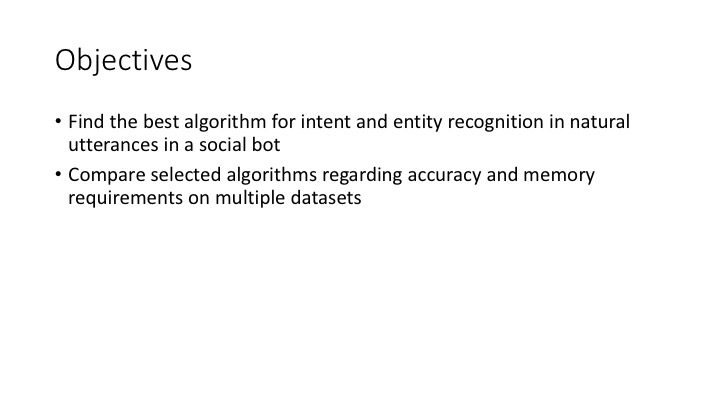 Objectives
• Find the best algorithm for intent and entity recognition in natural
utterances in a social bot
• Compare selected algorithms regarding accuracy and memory
requirements on multiple datasets